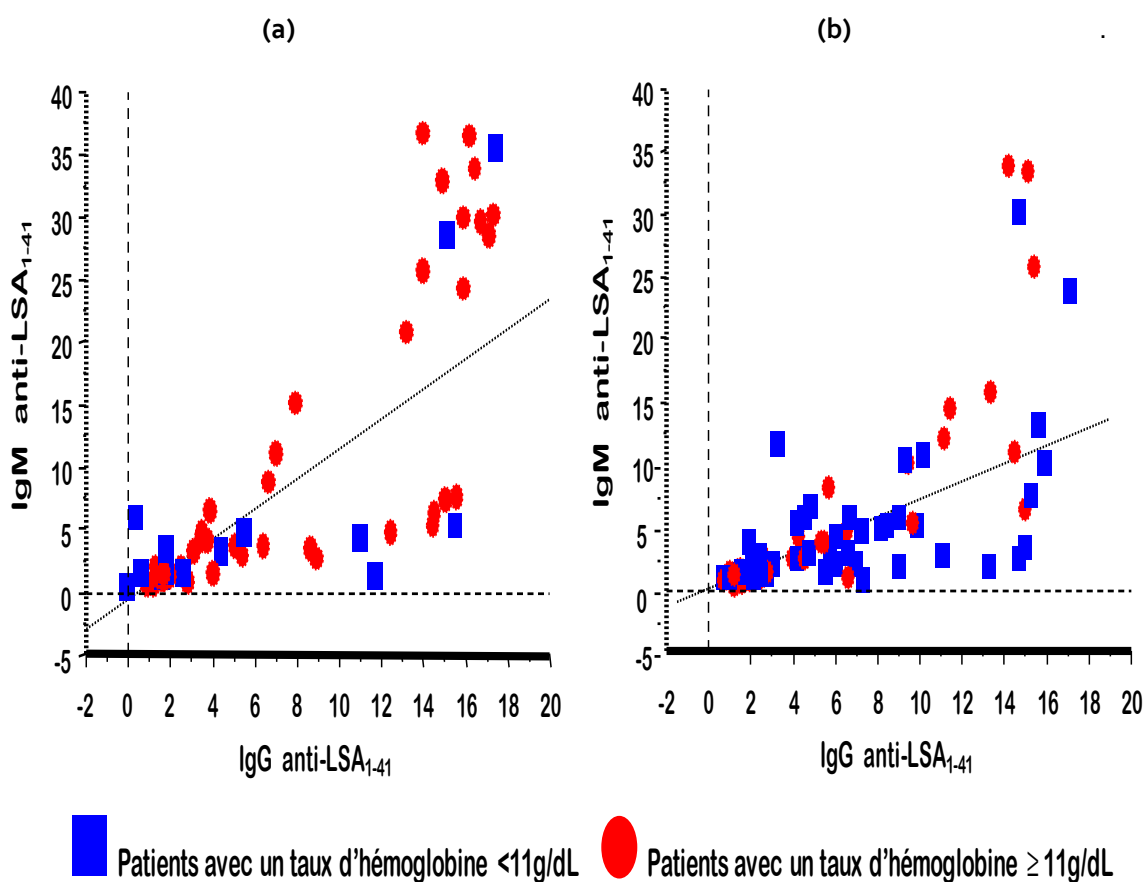 (a)
(b)
.
40
35
30
25
20
15
10
5
0
-5
IgM anti-LSA1-41
-2 0 2 4 6 8 10 12 14 16 18 20
IgG anti-LSA1-41
40
35
30
25
20
15
10
5
0
-5
IgM anti-LSA1-41
-2 0 2 4 6 8 10 12 14 16 18 20
IgG anti-LSA1-41
Patients avec un taux d'hémoglobine <11g/dL
Patients avec un taux d'hémoglobine ≥ 11g/dL